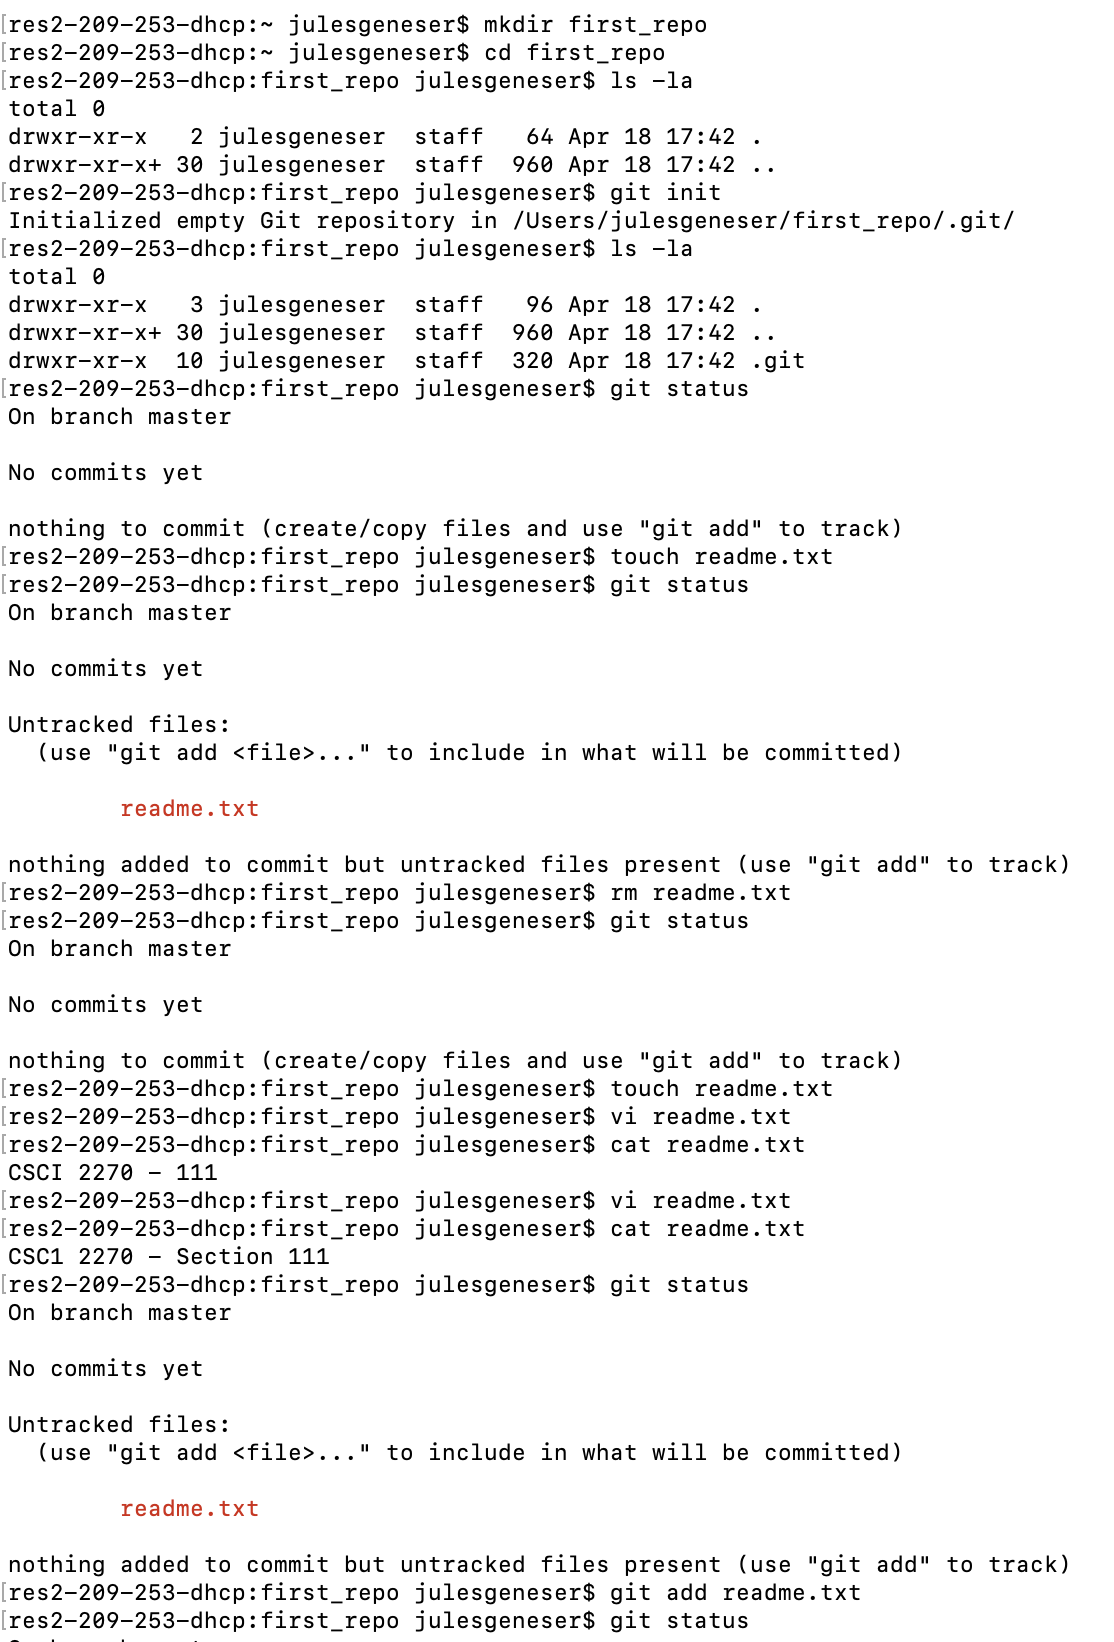 [res2-209-253-dhcp:~ julesgeneser$ mkdir first_repo
[res2-209-253-dhcp:~ julesgeneser$ cd first_repo
[res2-209-253-dhcp:first_repo julesgeneser$ ls -la
total 0
drwxr-xr-x   2 julesgeneser  staff   64 Apr 18 17:42 .
drwxr-xr-x+ 30 julesgeneser  staff  960 Apr 18 17:42 ..
[res2-209-253-dhcp:first_repo julesgeneser$ git init
Initialized empty Git repository in /Users/julesgeneser/first_repo/.git/
[res2-209-253-dhcp:first_repo julesgeneser$ ls -la
total 0
drwxr-xr-x   3 julesgeneser  staff   96 Apr 18 17:42 .
drwxr-xr-x+ 30 julesgeneser  staff  960 Apr 18 17:42 ..
drwxr-xr-x  10 julesgeneser  staff  320 Apr 18 17:42 .git
[res2-209-253-dhcp:first_repo julesgeneser$ git status
On branch master

No commits yet

nothing to commit (create/copy files and use "git add" to track)
[res2-209-253-dhcp:first_repo julesgeneser$ touch readme.txt
[res2-209-253-dhcp:first_repo julesgeneser$ git status
On branch master

No commits yet

Untracked files:
  (use "git add <file>..." to include in what will be committed)

        readme.txt

nothing added to commit but untracked files present (use "git add" to track)
[res2-209-253-dhcp:first_repo julesgeneser$ rm readme.txt
[res2-209-253-dhcp:first_repo julesgeneser$ git status
On branch master

No commits yet

nothing to commit (create/copy files and use "git add" to track)
[res2-209-253-dhcp:first_repo julesgeneser$ touch readme.txt
[res2-209-253-dhcp:first_repo julesgeneser$ vi readme.txt
[res2-209-253-dhcp:first_repo julesgeneser$ cat readme.txt
CSCI 2270 - 111
[res2-209-253-dhcp:first_repo julesgeneser$ vi readme.txt
[res2-209-253-dhcp:first_repo julesgeneser$ cat readme.txt
CSC1 2270 - Section 111
[res2-209-253-dhcp:first_repo julesgeneser$ git status
On branch master

No commits yet

Untracked files:
  (use "git add <file>..." to include in what will be committed)

        readme.txt

nothing added to commit but untracked files present (use "git add" to track)
[res2-209-253-dhcp:first_repo julesgeneser$ git add readme.txt
[res2-209-253-dhcp:first_repo julesgeneser$ git status